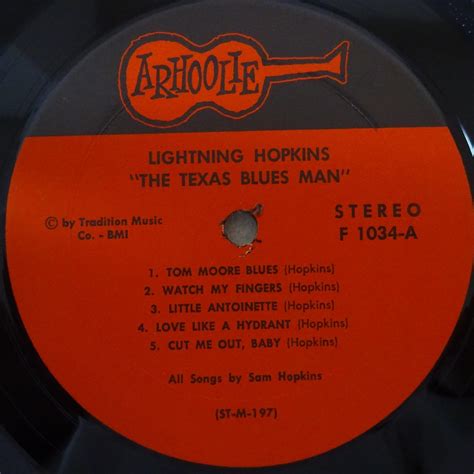 ARHOOLIE
LIGHTNING HOPKINS
"THE TEXAS BLUES MAN"
© by Tradition Music
Co. - BMI
STEREO
F 1034-A
1. TOM MOORE BLUES (Hopkins)
2. WATCH MY FINGERS (Hopkins)
3. LITTLE ANTOINETTE (Hopkins)
4. LOVE LIKE A HYDRANT (Hopkins)
5. CUT ME OUT, BABY (Hopkins)
All Songs by Sam Hopkins
(ST-M-197)